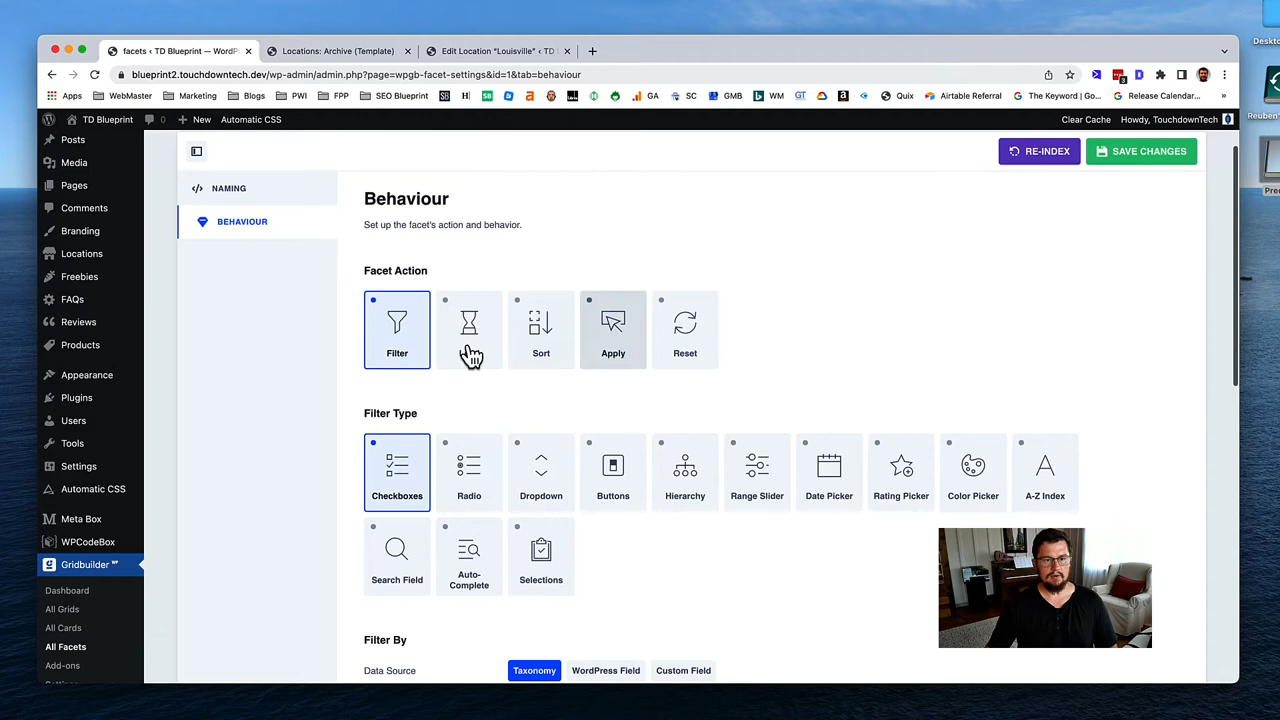 Desktop
facets ‹ TD Blueprint — WordPr
Locations: Archive (Template)
Edit Location "Louisville" ‹ TD
blueprint2.touchdowntech.dev/wp-admin/admin.php?page=wpgb-facet-settings&id=1&tab=behaviour
Apps WebMaster Marketing Blogs PWI FPP SEO Blueprint GA SC GMB WM Quix Airtable Referral The Keyword | Go... Release Calendar... »
TD Blueprint 0 New Automatic CSS Clear Cache Howdy, TouchdownTech
Reuben'
Posts
Media
Pages
Comments
Branding
Locations
Freebies
FAQs
Reviews
Products
Appearance
Plugins
Users
Tools
Settings
Automatic CSS
Meta Box
WPCodeBox
Gridbuilder WP
Dashboard
All Grids
All Cards
All Facets
Add-ons
RE-INDEX
SAVE CHANGES
NAMING
BEHAVIOUR
Behaviour
Set up the facet's action and behavior.
Facet Action
Filter
Sort
Apply
Reset
Filter Type
Checkboxes
Radio
Dropdown
Buttons
Hierarchy
Range Slider
Date Picker
Rating Picker
Color Picker
A-Z Index
Search Field
Auto-
Complete
Selections
Filter By
Data Source
Taxonomy
WordPress Field
Custom Field